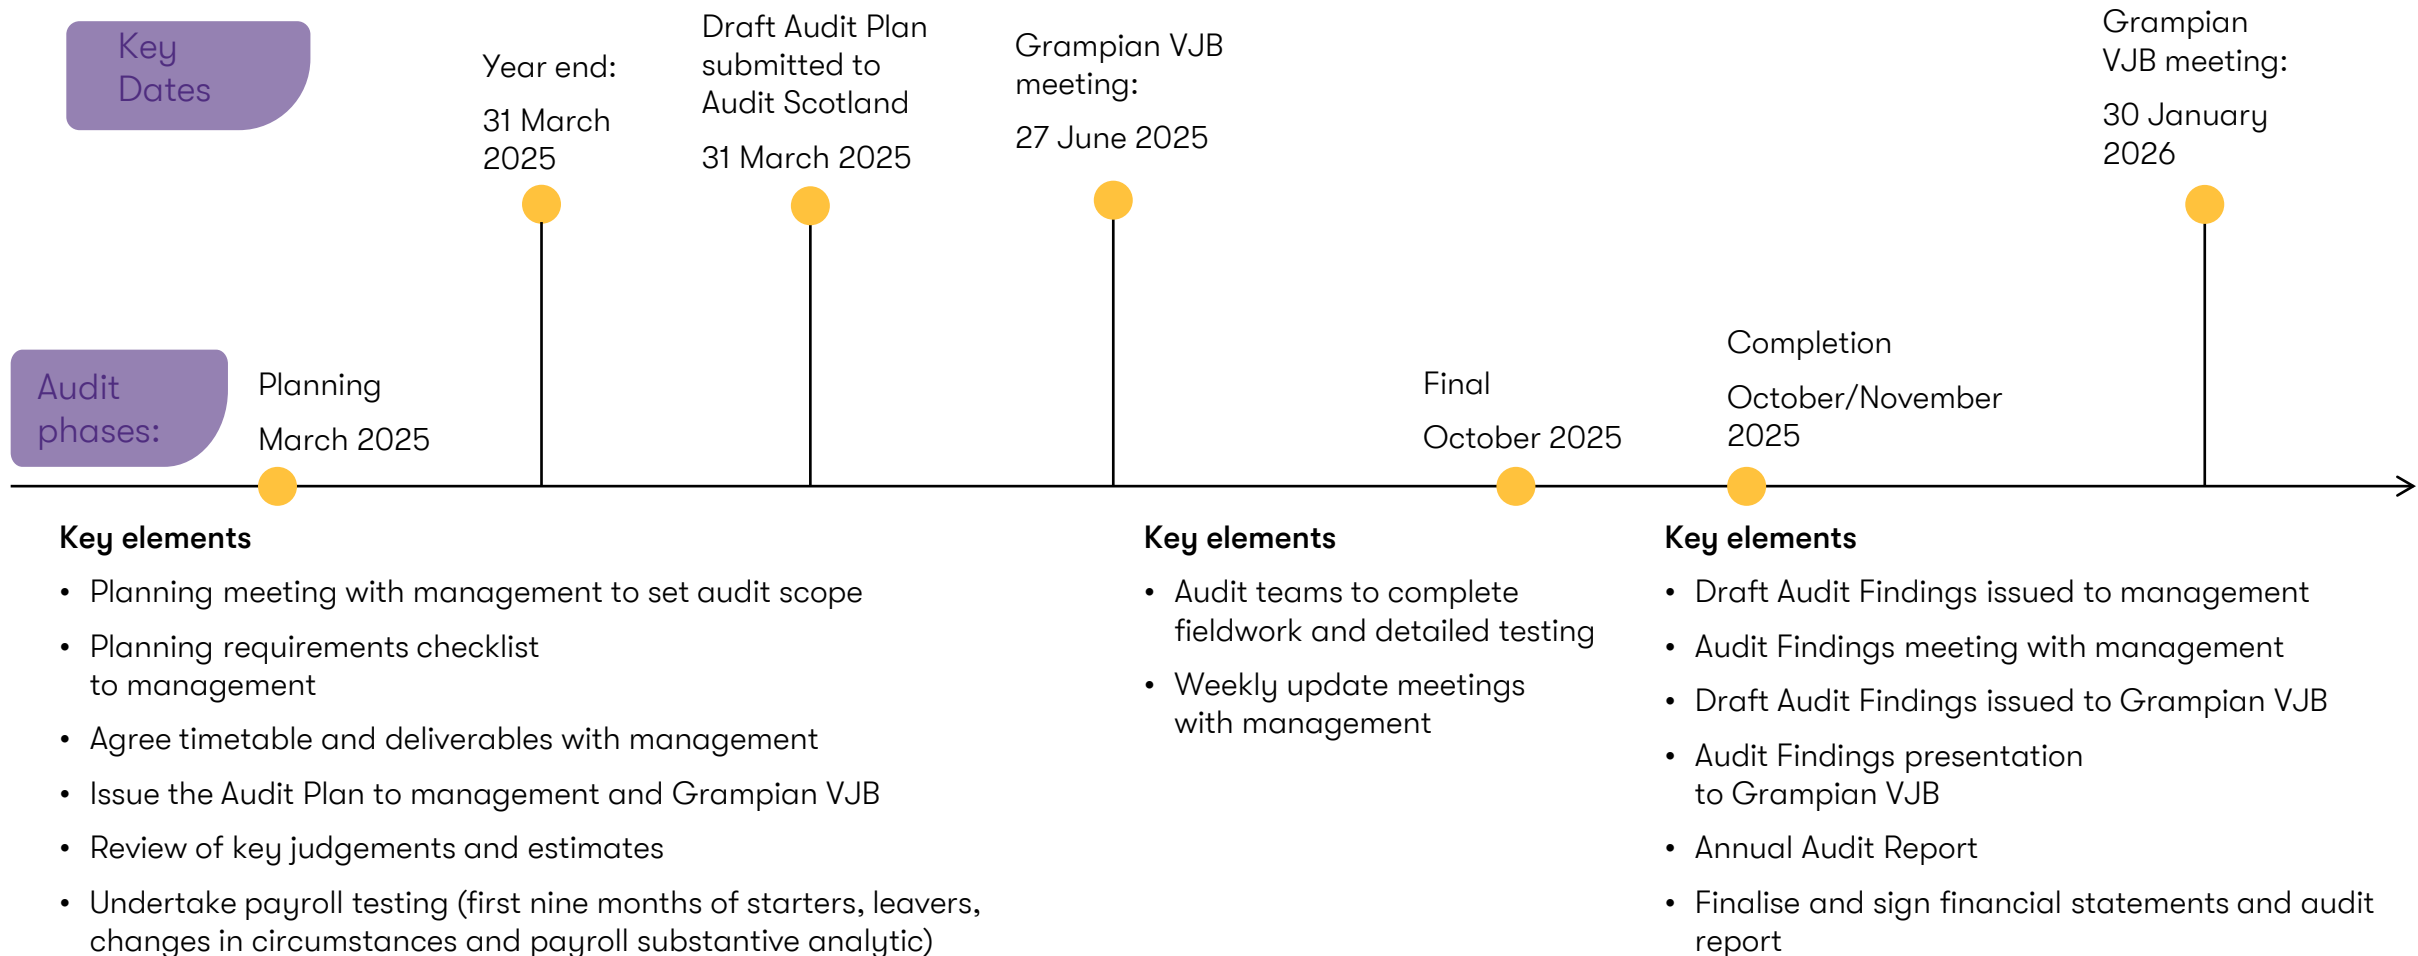 Key
Dates
Year end:
31 March
2025
Draft Audit Plan
submitted to
Audit Scotland
31 March 2025
Grampian VJB
meeting:
27 June 2025
Grampian
VJB meeting:
30 January
2026
Audit
phases:
Planning
March 2025
Final
October 2025
Completion
October/November
2025
Key elements
• Planning meeting with management to set audit scope
• Planning requirements checklist
to management
• Agree timetable and deliverables with management
• Issue the Audit Plan to management and Grampian VJB
• Review of key judgements and estimates
• Undertake payroll testing (first nine months of starters, leavers,
changes in circumstances and payroll substantive analytic)
Key elements
• Audit teams to complete
fieldwork and detailed testing
• Weekly update meetings
with management
Key elements
• Draft Audit Findings issued to management
• Audit Findings meeting with management
• Draft Audit Findings issued to Grampian VJB
• Audit Findings presentation
to Grampian VJB
• Annual Audit Report
• Finalise and sign financial statements and audit
report